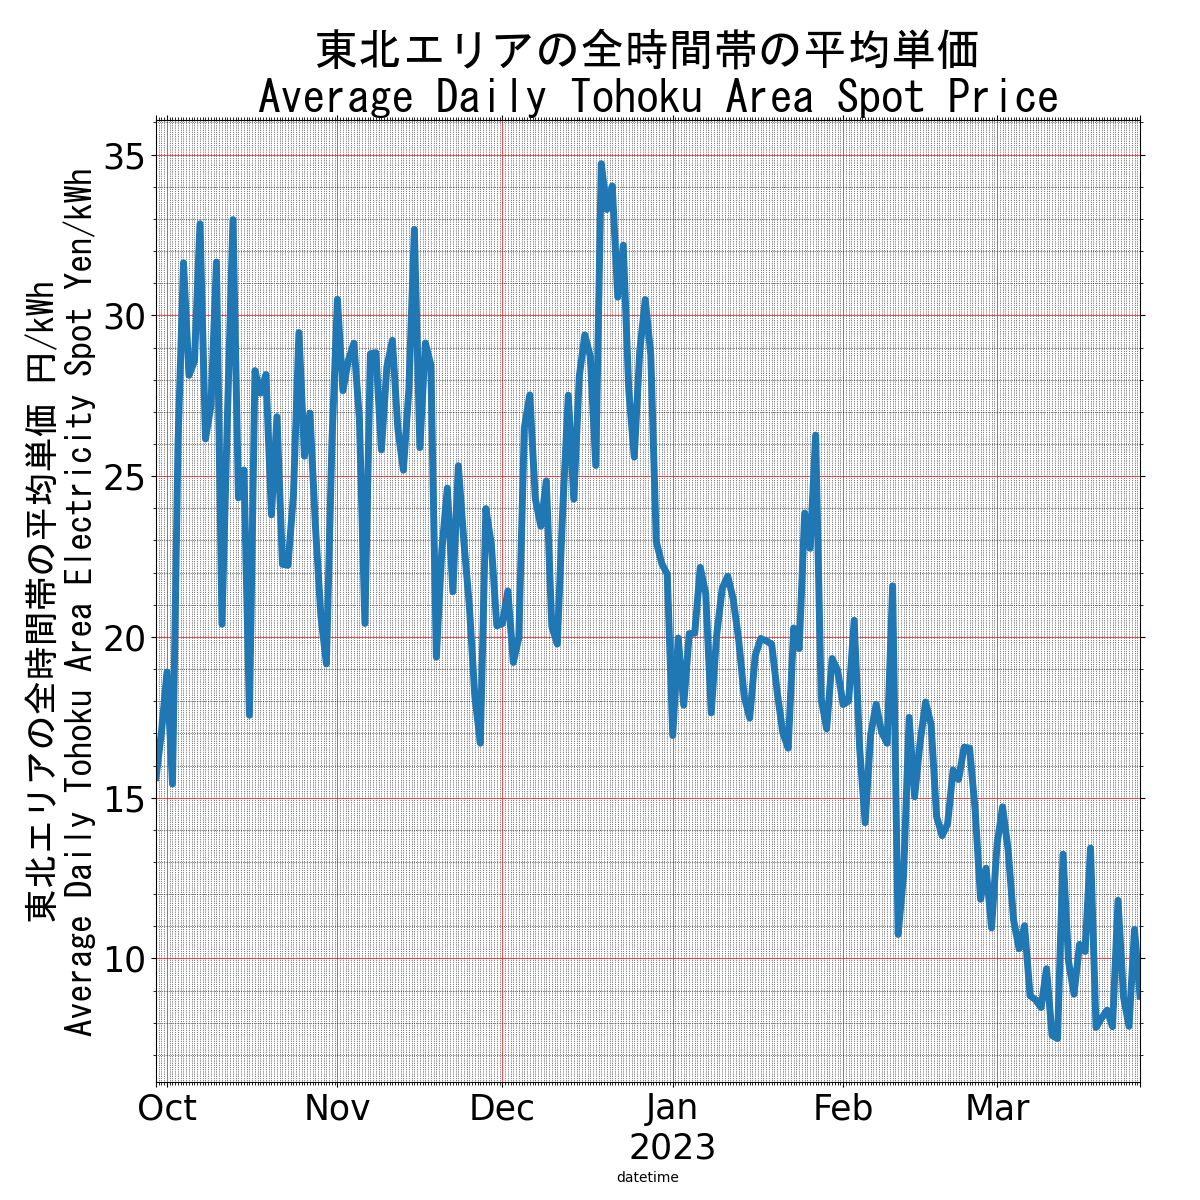 東北エリアの全時間帯の平均単価
Average Daily Tohoku Area Spot Price
東北エリアの全時間帯の平均単価 円/kWh
Average Daily Tohoku Area Electricity Spot Yen/kWh
35
30
25
20
15
10
Oct Nov Dec Jan Feb Mar
2023
datetime